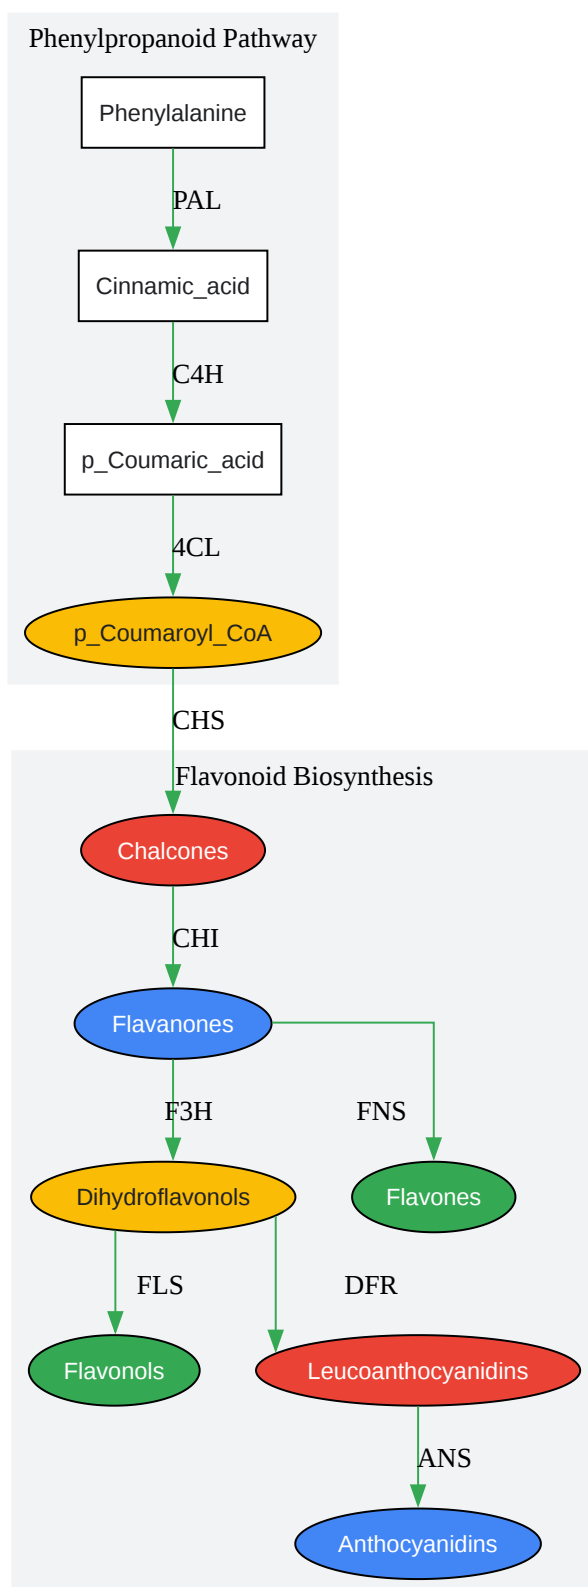 Phenylpropanoid Pathway
Phenylalanine
PAL
Cinnamic_acid
C4H
p_Coumaric_acid
4CL
p_Coumaroyl_CoA
CHS
Flavonoid Biosynthesis
Chalcones
CHI
Flavanones
F3H
FNS
Dihydroflavonols
Flavones
FLS
DFR
Flavonols
Leucoanthocyanidins
ANS
Anthocyanidins